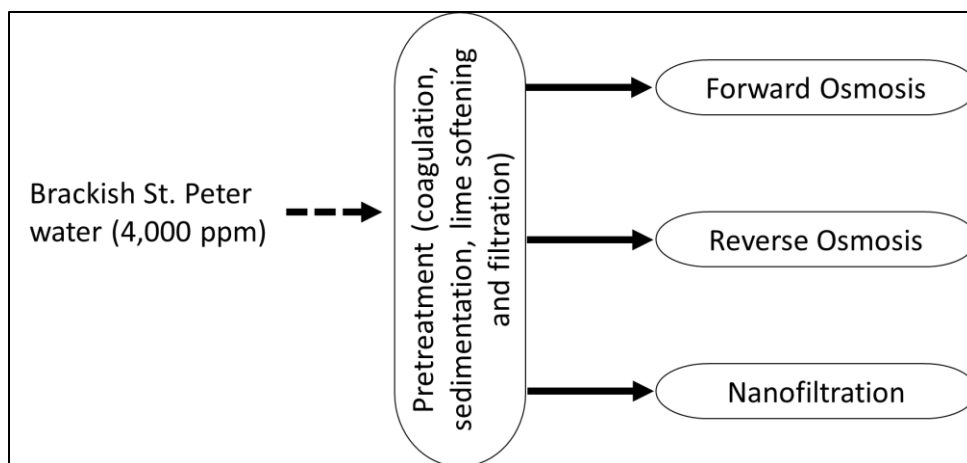 Brackish St. Peter
water (4,000 ppm)
Pretreatment (coagulation,
sedimentation, lime softening
and filtration)
Forward Osmosis
Reverse Osmosis
Nanofiltration